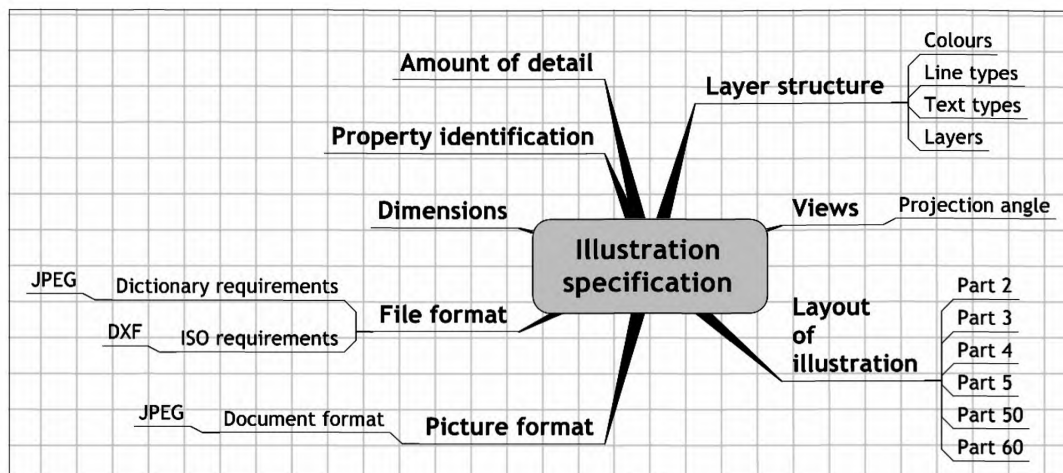 Illustration
specification
Amount of detail
Property identification
Dimensions
File format
Dictionary requirements
JPEG
ISO requirements
DXF
Picture format
Document format
JPEG
Layer structure
Colours
Line types
Text types
Layers
Views
Projection angle
Layout
of
illustration
Part 2
Part 3
Part 4
Part 5
Part 50
Part 60